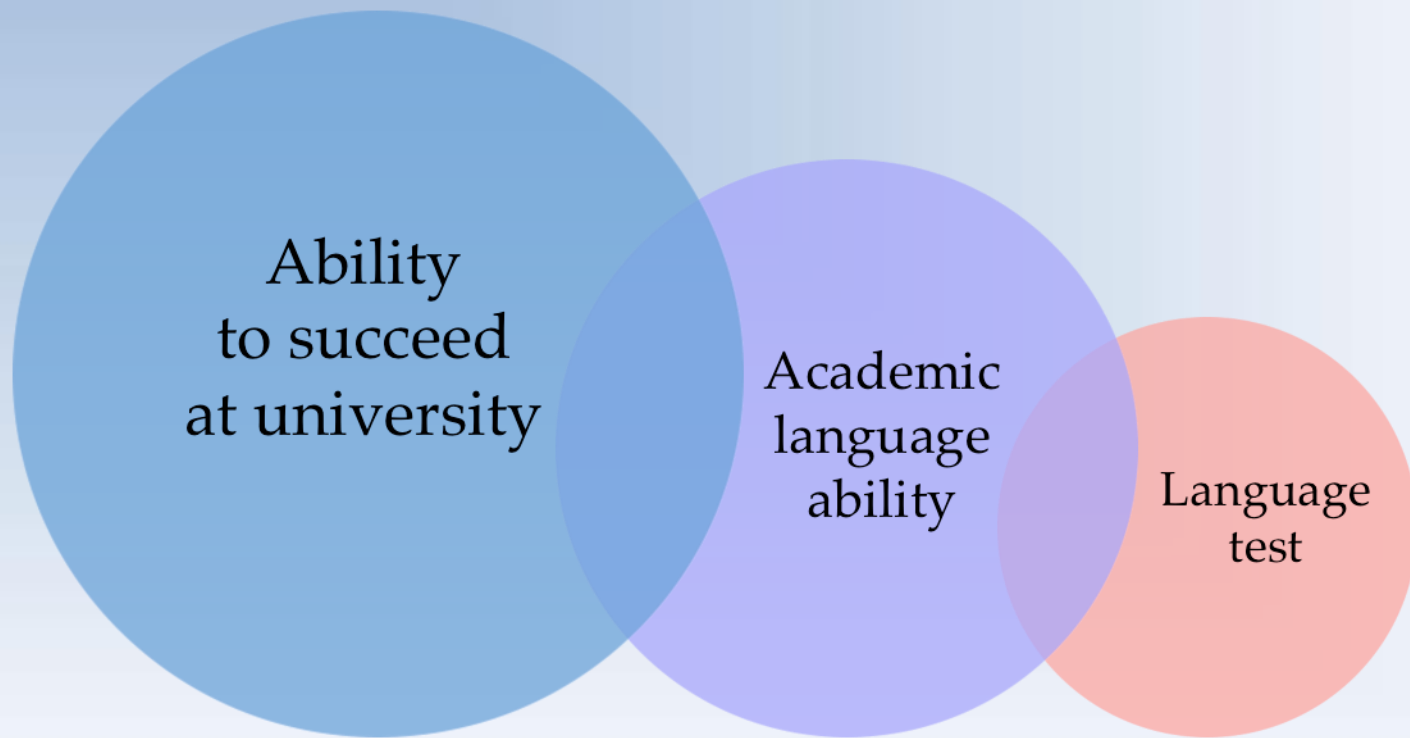 Ability
to succeed
at university
Academic
language
ability
Language
test